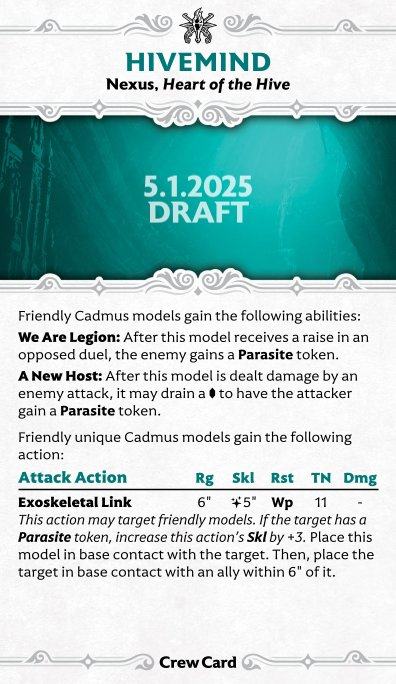 HIVEMIND
Nexus, Heart of the Hive
5.1.2025
DRAFT
Friendly Cadmus models gain the following abilities:
We Are Legion: After this model receives a raise in an
opposed duel, the enemy gains a Parasite token.
A New Host: After this model is dealt damage by an
enemy attack, it may drain a to have the attacker
gain a Parasite token.
Friendly unique Cadmus models gain the following
action:
Attack Action Rg Skl Rst TN Dmg
Exoskeletal Link 6" 5" Wp 11 -
This action may target friendly models. If the target has a
Parasite token, increase this action's Skl by +3. Place this
model in base contact with the target. Then, place the
target in base contact with an ally within 6" of it.
Crew Card